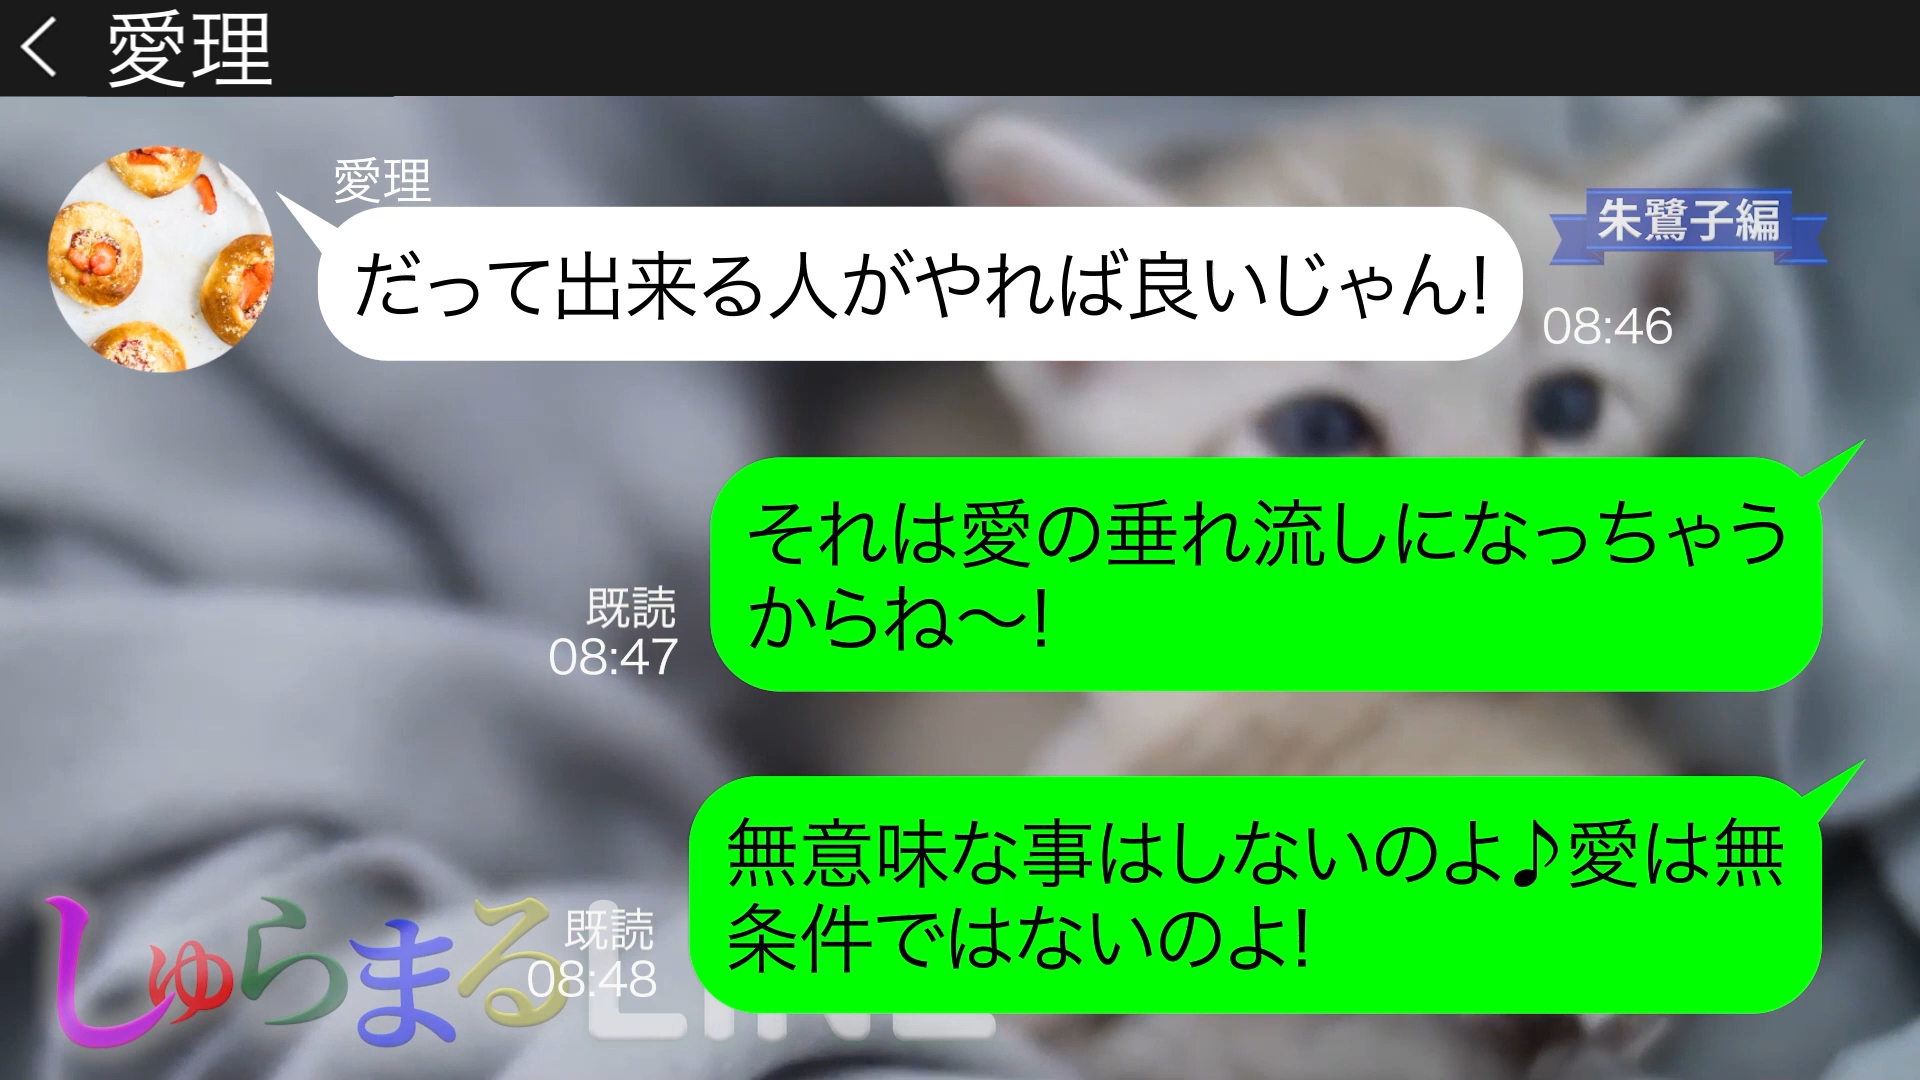 愛理
愛理
だって出来る人がやれば良いじゃん!
朱鷺子編
08:46
それは愛の垂れ流しになっちゃう
からね〜!
既読
08:47
無意味な事はしないのよ♪愛は無
条件ではないのよ!
既読
08:48
しゅらまる
LINE